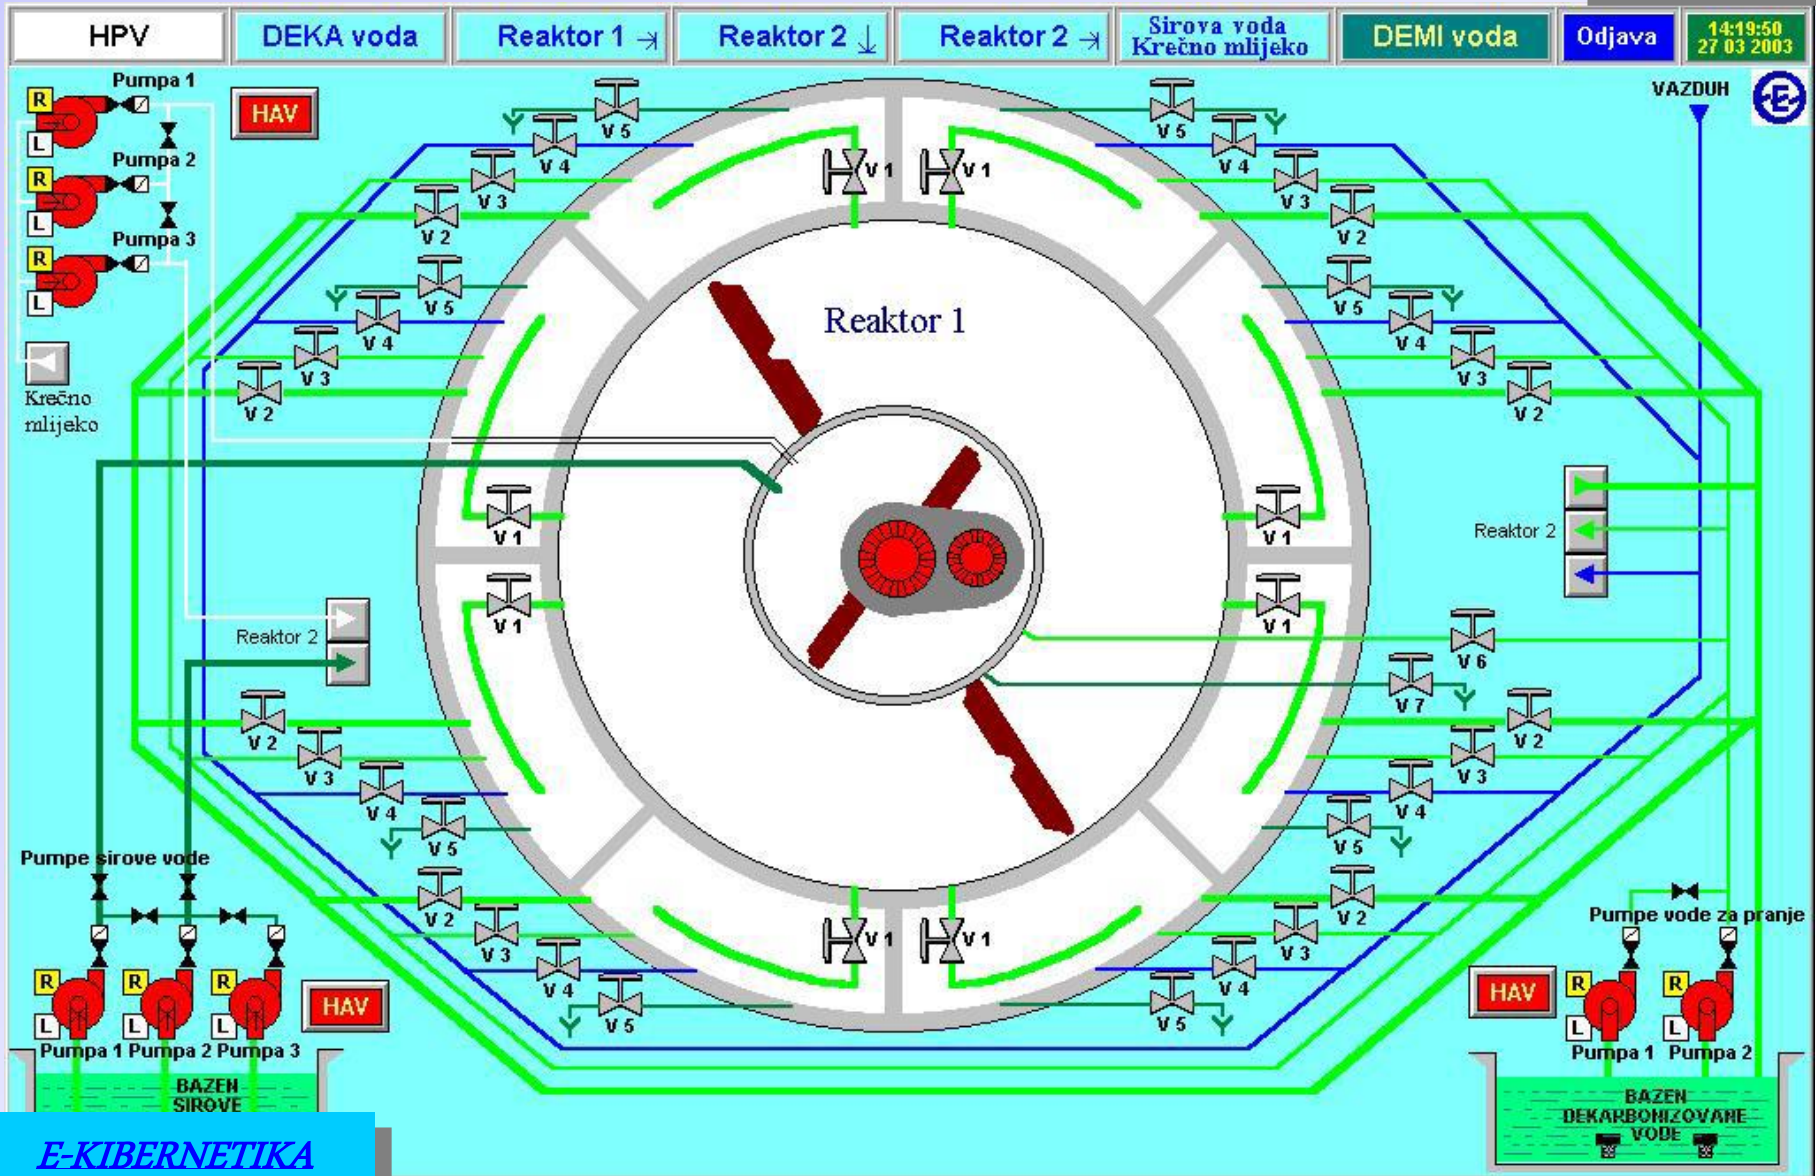 HPV
DEKA voda
Reaktor 1
Reaktor 2
Reaktor 2
Sirova voda
Krečno mlijeko
DEMI voda
Odjava
14:19:50
27 03 2003
Pumpa 1
R
L
HAV
Pumpa 2
R
L
Pumpa 3
R
L
Krečno
mlijeko
VAZDUH
E
V 5
V 4
V 3
V 2
V 1
V 1
V 5
V 4
V 3
V 2
V 5
V 4
V 3
V 2
V 5
V 4
V 3
V 2
Reaktor 1
V 1
V 1
V 1
V 1
Reaktor 2
Reaktor 2
V 6
V 7
V 2
V 3
V 4
V 5
V 2
V 3
V 4
V 5
V 2
V 3
V 4
V 5
V 2
V 3
V 4
V 5
V 1
V 1
Pumpe sirove vode
R
L
R
L
R
L
HAV
Pumpa 1
Pumpa 2
Pumpa 3
BAZEN
SIROVE
Pumpe vode za pranje
HAV
R
L
R
L
Pumpa 1
Pumpa 2
BAZEN
DEKARBONIZOVANE
VODE
E-KIBERNETIKA